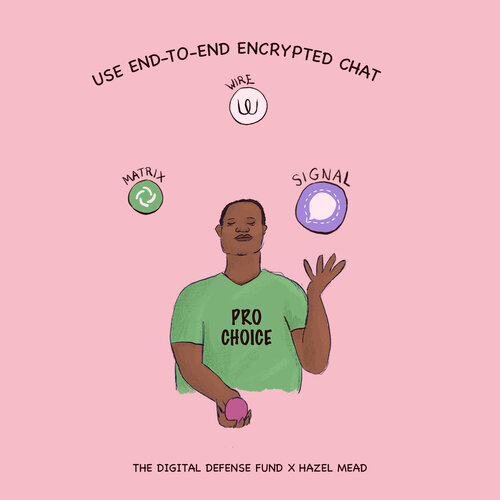 USE END-TO-END ENCRYPTED CHAT
WIRE
MATRIX
SIGNAL
PRO
CHOICE
THE DIGITAL DEFENSE FUND X HAZEL MEAD